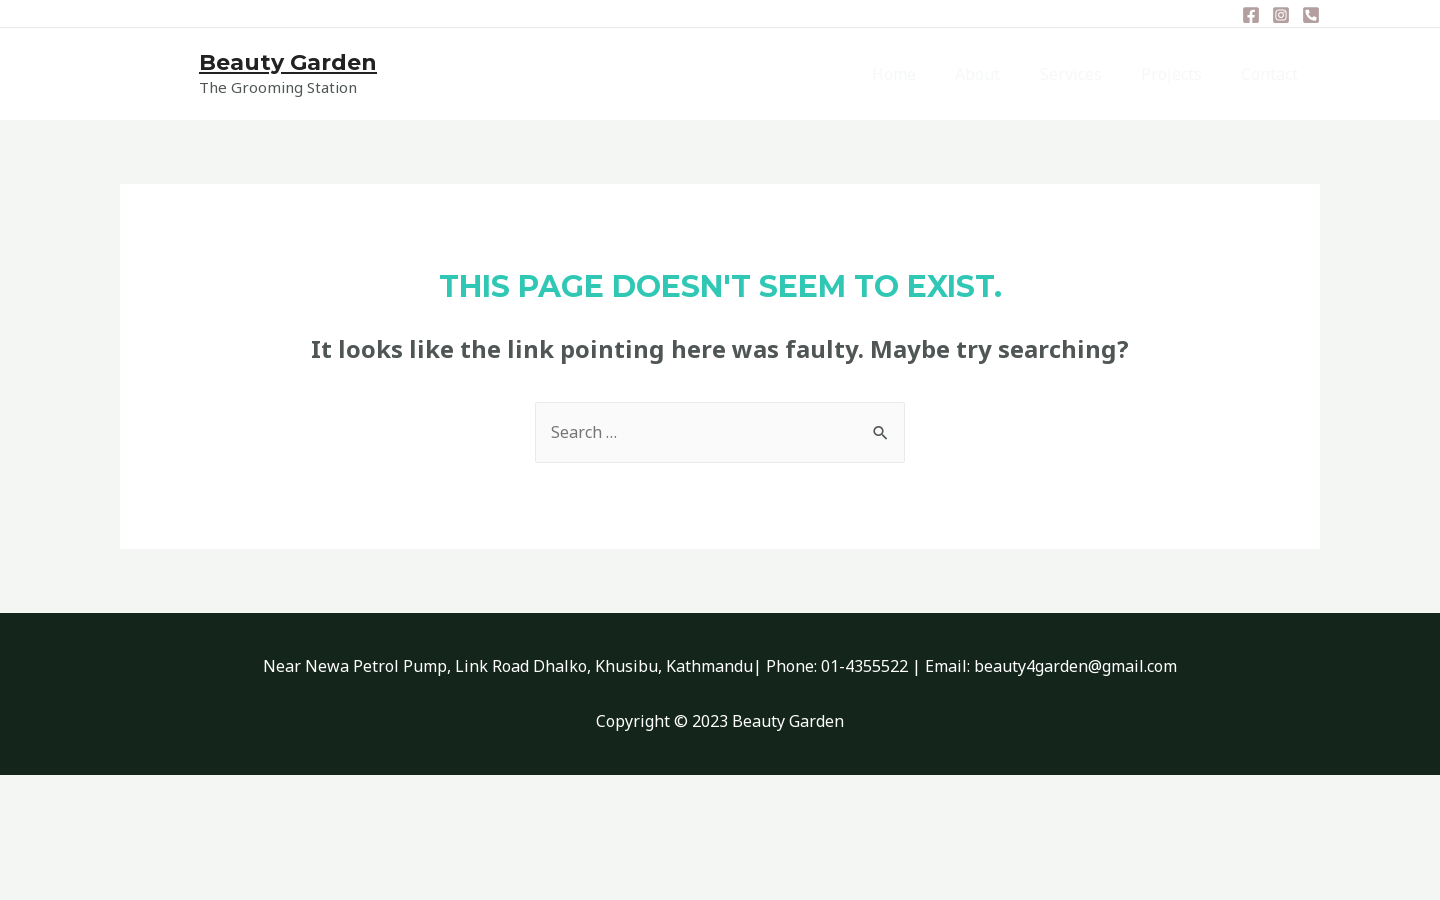 Beauty Garden
The Grooming Station
Home About Services Projects Contact
THIS PAGE DOESN'T SEEM TO EXIST.
It looks like the link pointing here was faulty. Maybe try searching?
Search …
Near Newa Petrol Pump, Link Road Dhalko, Khusibu, Kathmandu| Phone: 01-4355522 | Email: beauty4garden@gmail.com
Copyright © 2023 Beauty Garden